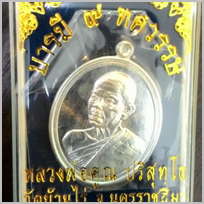 บารมี ๙ ทศวรรษ
หลวงพ่อคูณ ปริสุทโธ
วัดบ้านไร่ จ.นครราชสีมา